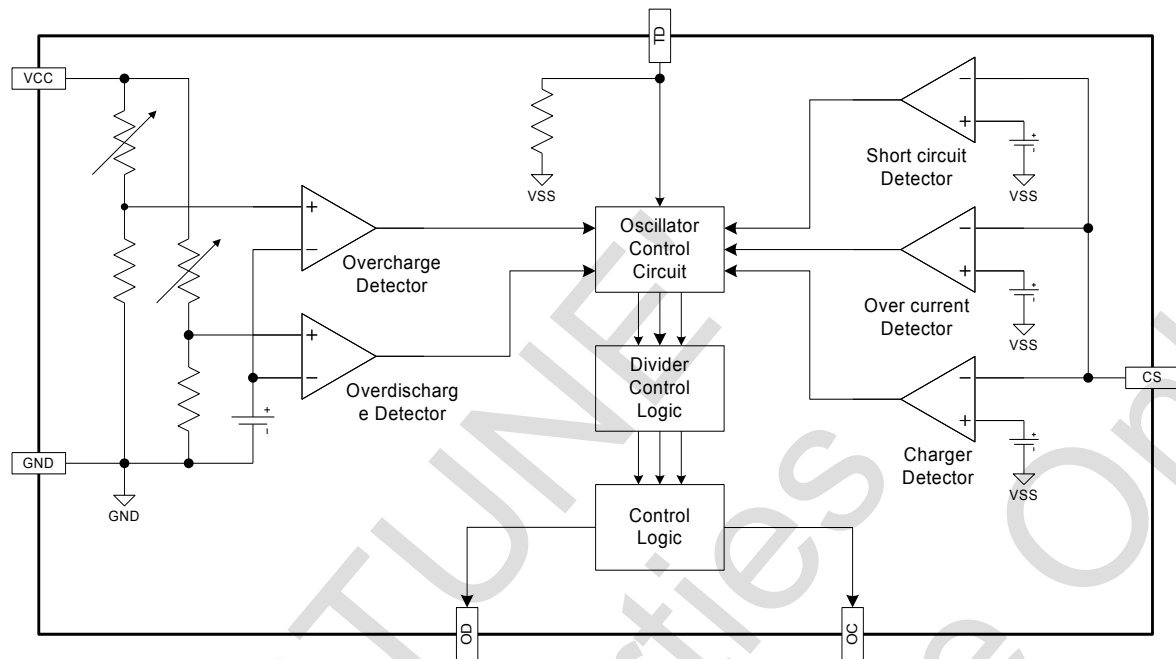 TD
VCC
VSS
Short circuit
Detector
VSS
Oscillator
Control
Circuit
Overcharge
Detector
Over current
Detector
VSS
Divider
Control
Logic
Overdischarg
e Detector
CS
Charger
Detector
VSS
GND
GND
Control
Logic
OD
OC
TUNE'